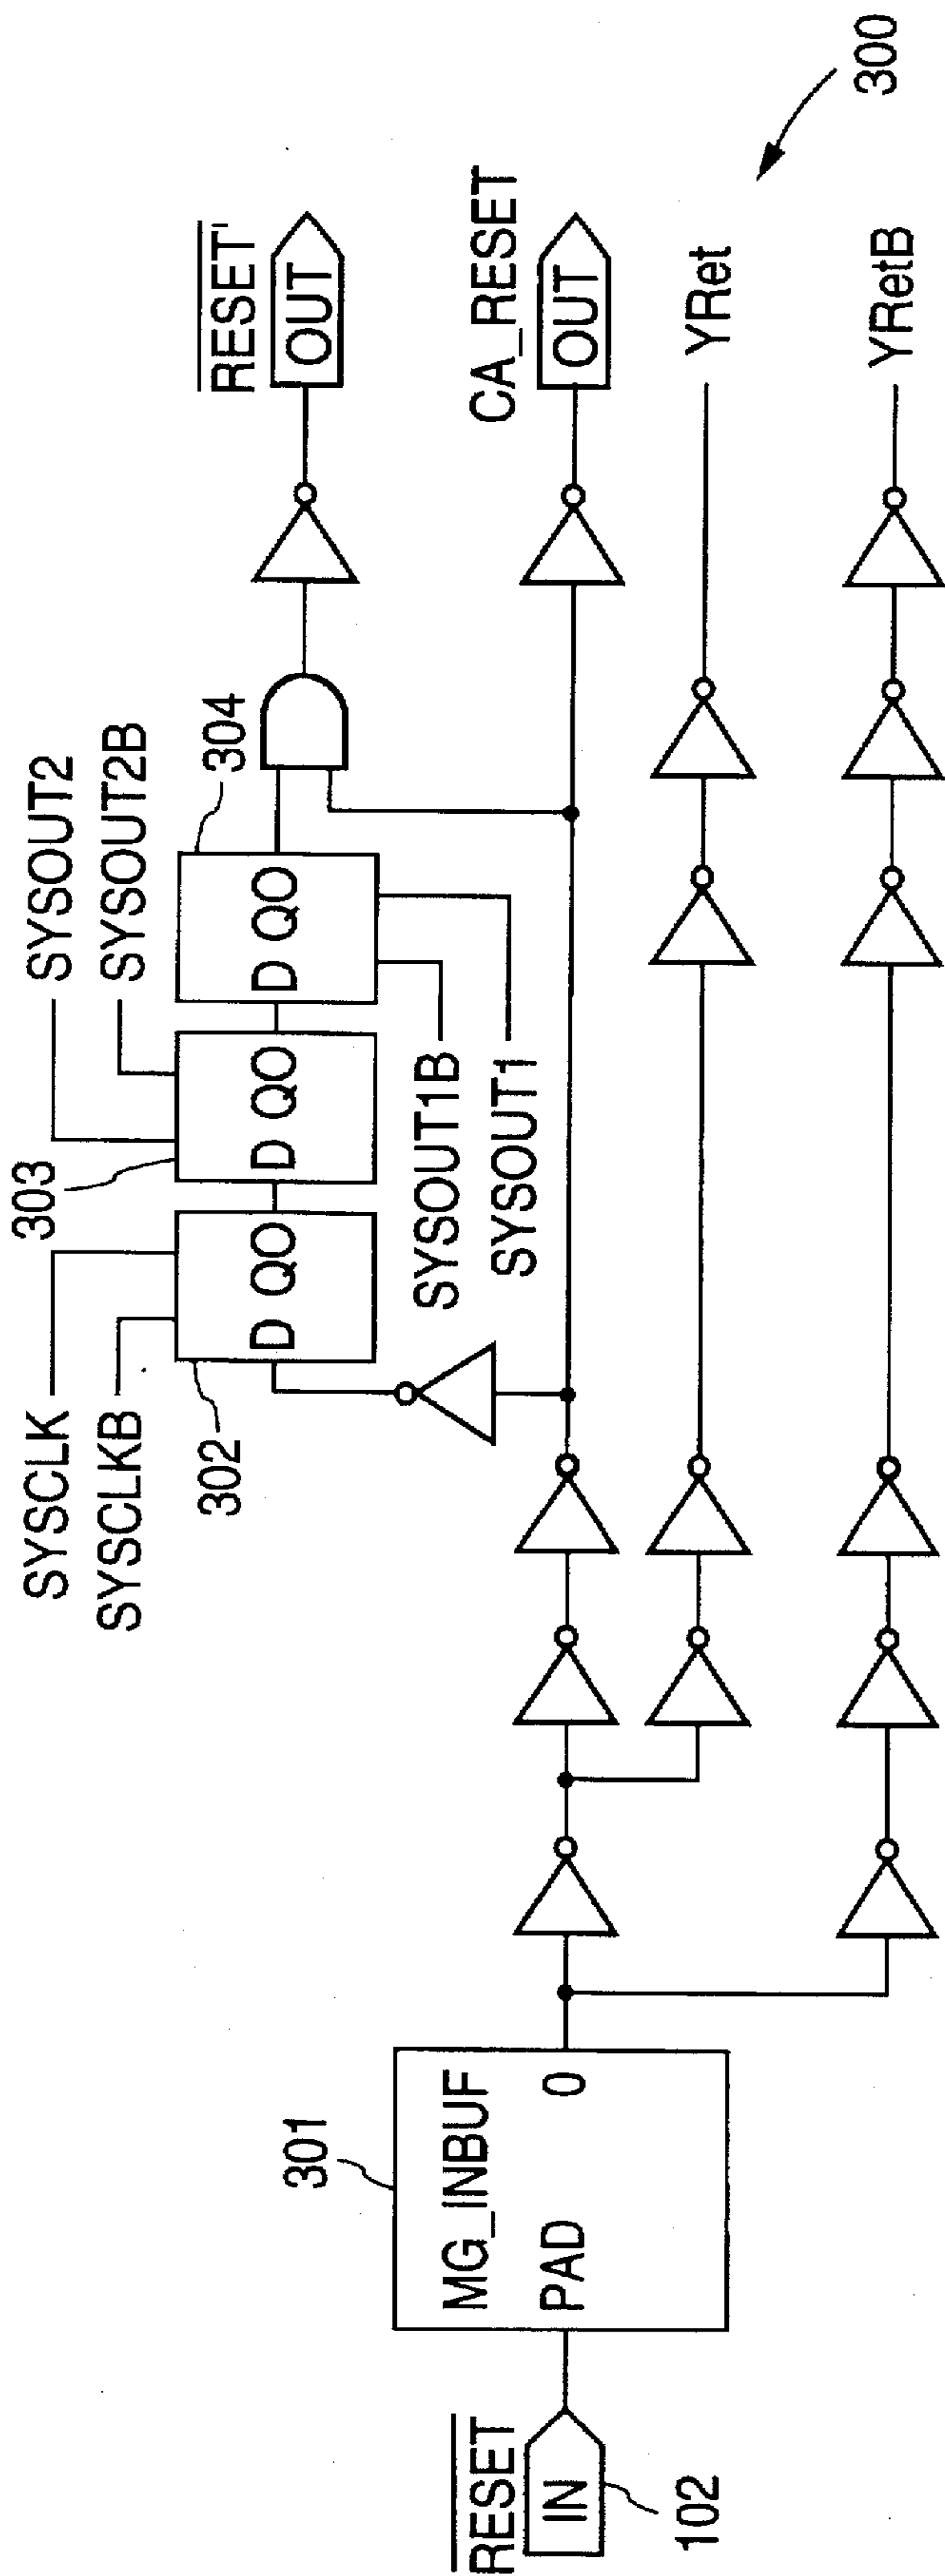 RESET
IN
102
301
MG_INBUF
PAD O
SYSCLK
SYSCLKB
302
D QO
303
D QO
SYSOUT2
SYSOUT2B
304
D QO
SYSOUT1B
SYSOUT1
RESET'
OUT
CA_RESET
OUT
YRet
YRetB
300